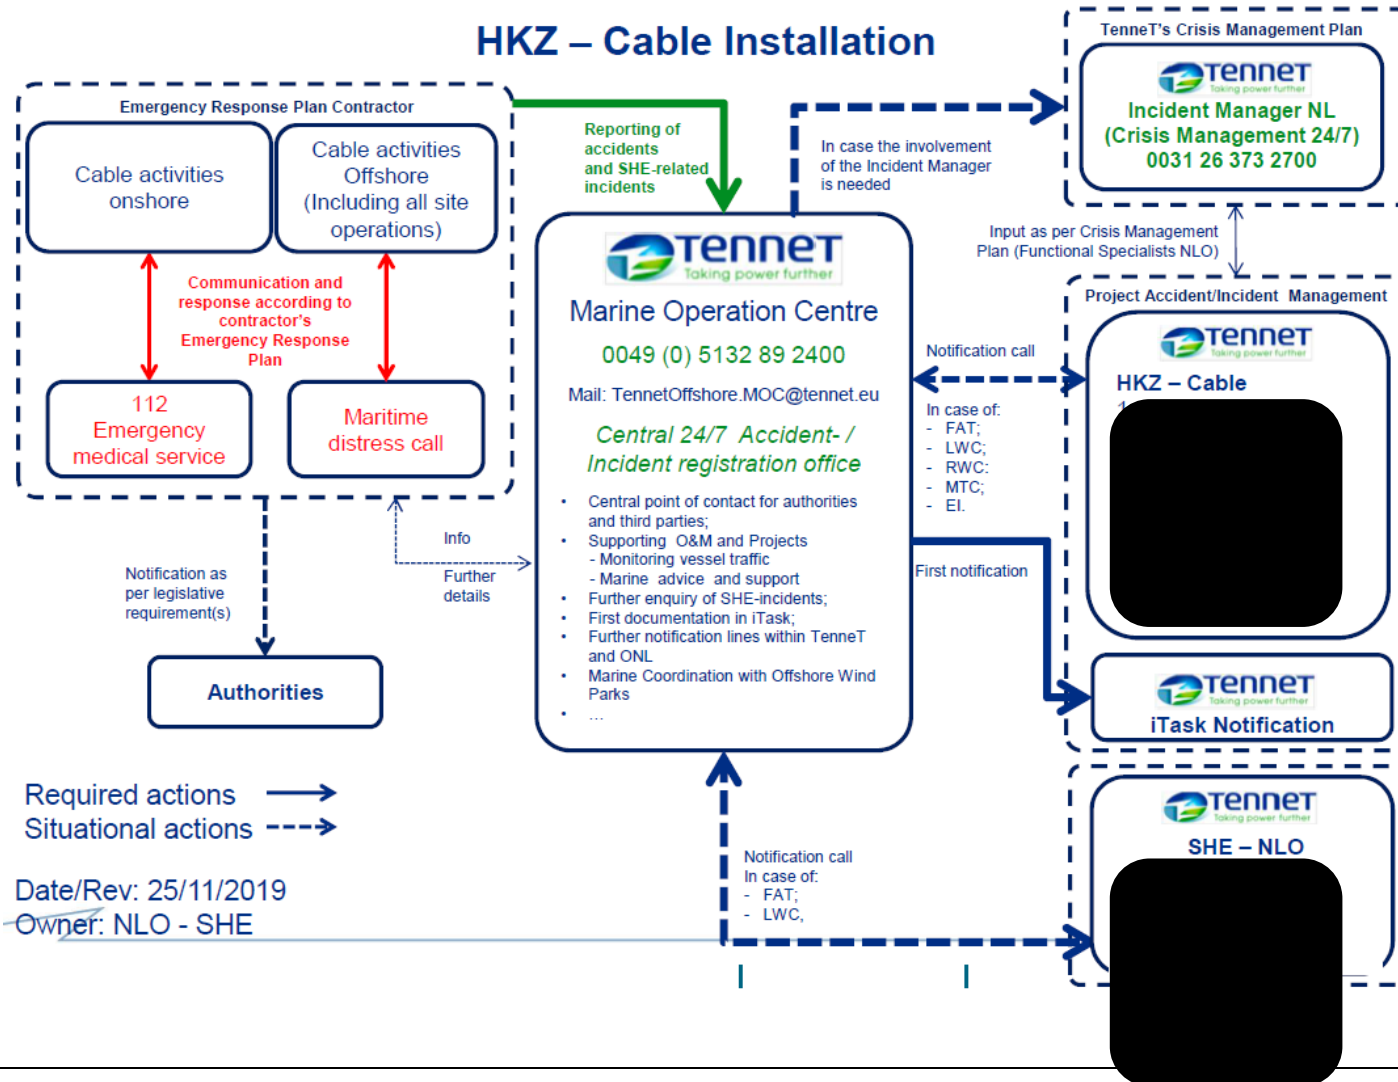 HKZ – Cable Installation
Emergency Response Plan Contractor
Cable activities
onshore
Cable activities
Offshore
(Including all site
operations)
Communication and
response according to
contractor's
Emergency Response
Plan
112
Emergency
medical service
Maritime
distress call
Notification as
per legislative
requirement(s)
Info
Further
details
Authorities
Required actions
Situational actions
Date/Rev: 25/11/2019
Owner: NLO - SHE
Reporting of
accidents
and SHE-related
incidents
TenneT
Taking power further
Marine Operation Centre
0049 (0) 5132 89 2400
Mail: TennetOffshore.MOC@tennet.eu
Central 24/7 Accident- /
Incident registration office
• Central point of contact for authorities
and third parties;
• Supporting O&M and Projects
- Monitoring vessel traffic
- Marine advice and support
• Further enquiry of SHE-incidents;
• First documentation in iTask;
• Further notification lines within TenneT
and ONL
• Marine Coordination with Offshore Wind
Parks
• ...
In case the involvement
of the Incident Manager
is needed
TenneT's Crisis Management Plan
TenneT
Taking power further
Incident Manager NL
(Crisis Management 24/7)
0031 26 373 2700
Input as per Crisis Management
Plan (Functional Specialists NLO)
Project Accident/Incident Management
TenneT
Taking power further
HKZ – Cable
Notification call
In case of:
- FAT;
- LWC;
- RWC:
- MTC;
- EI.
First notification
TenneT
Taking power further
iTask Notification
TenneT
Taking power further
SHE – NLO
Notification call
In case of:
- FAT;
- LWC,